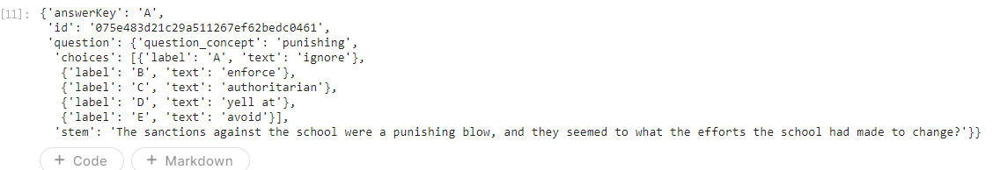 [11]: {'answerKey': 'A',
'id': '075e483d21c29a511267ef62bedc0461',
'question': {'question_concept': 'punishing',
'choices': [{'label': 'A', 'text': 'ignore'},
{'label': 'B', 'text': 'enforce'},
{'label': 'C', 'text': 'authoritarian'},
{'label': 'D', 'text': 'yell at'},
{'label': 'E', 'text': 'avoid'}],
'stem': 'The sanctions against the school were a punishing blow, and they seemed to what the efforts the school had made to change?'}}
+ Code + Markdown